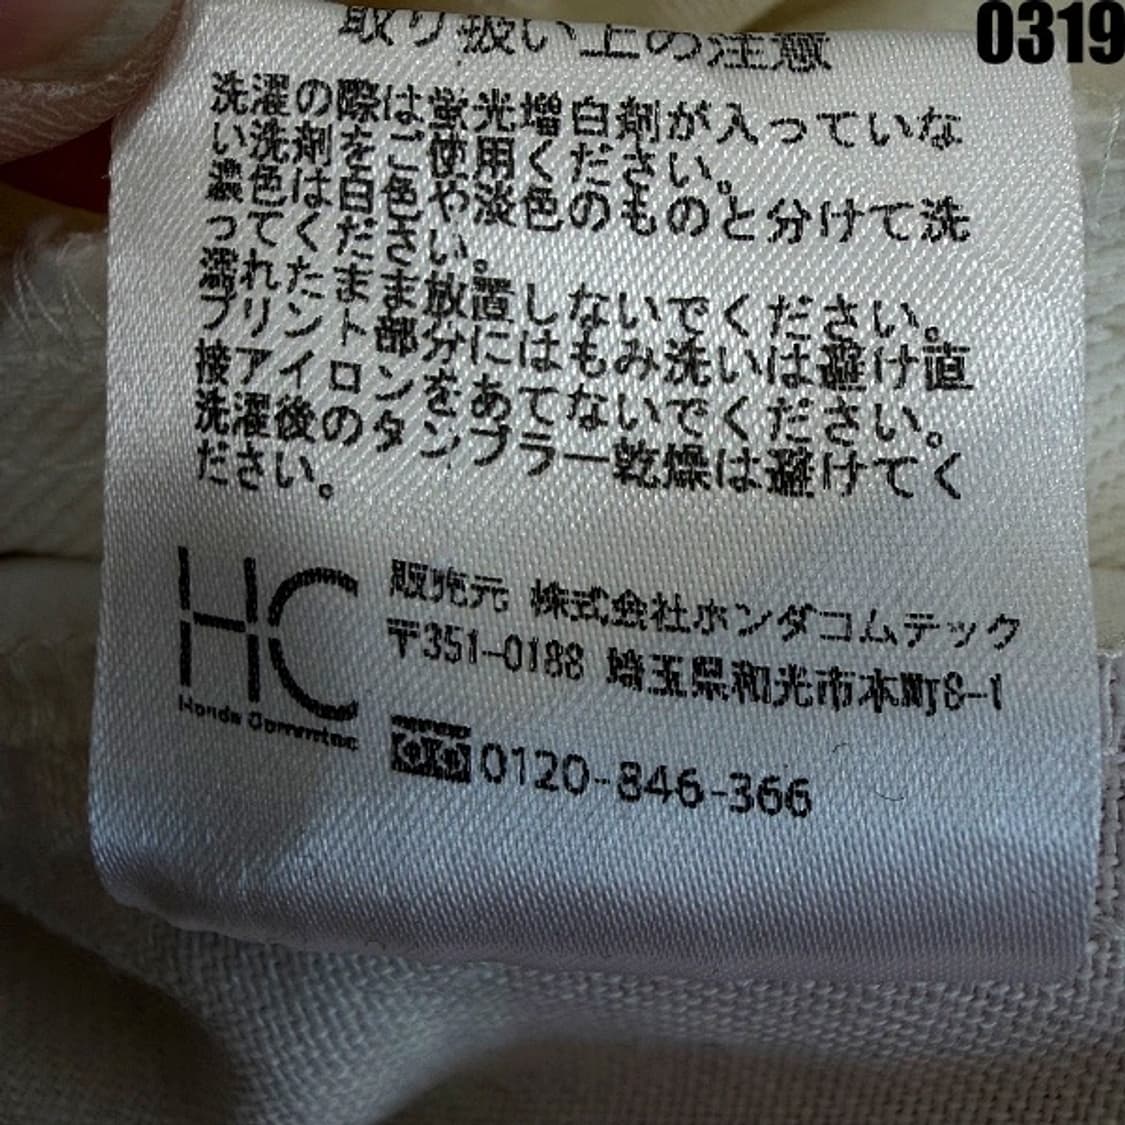 0319
取り扱い上の注意
洗濯の際は蛍光増白剤が入っていな
い洗剤をご使用ください。
濃色は白色や淡色のものと分けて洗
ってください。
濡れたまま放置しないでください。
プリント部分にはもみ洗いは避け直
接アイロンをあてないでください。
洗濯後のタンブラー乾燥は避けてく
ださい。
HC
Honda Commtec
販売元 株式会社ホンダコムテック
〒351-0188 埼玉県和光市本町8-1
0120-846-366